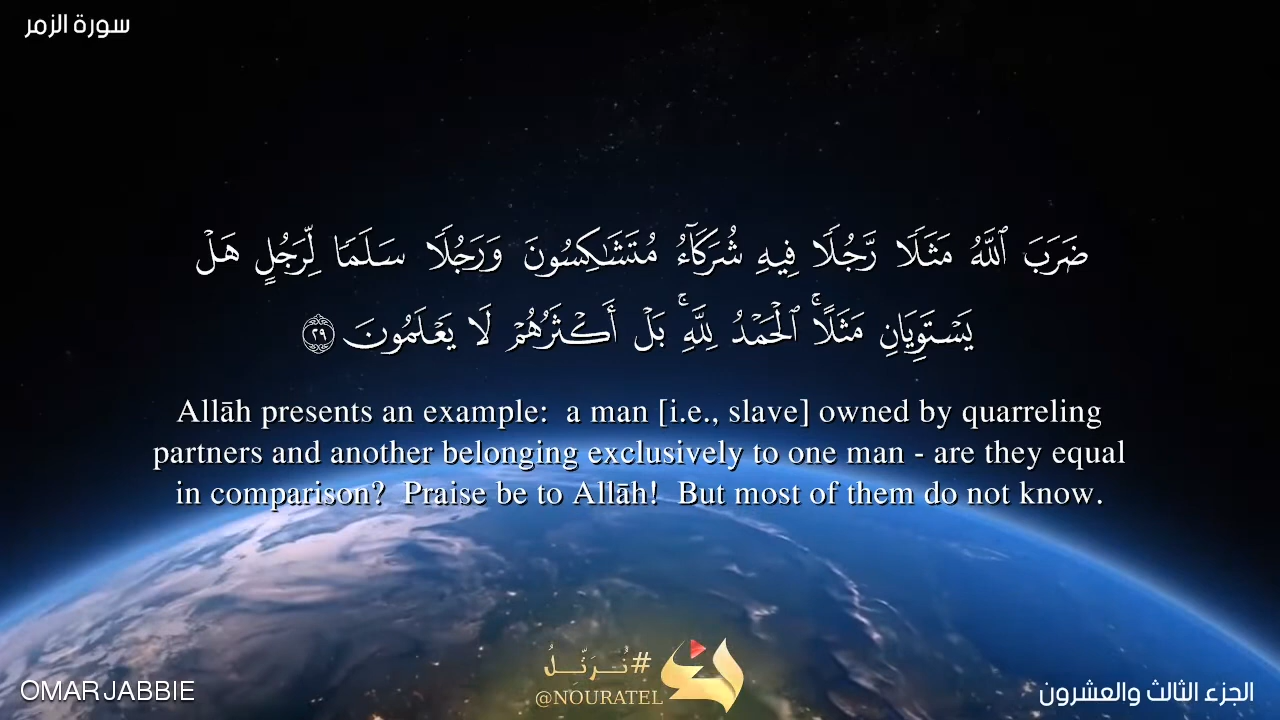 سورة الزمر
ضَرَبَ ٱللَّهُ مَثَلًا رَّجُلًا فِيهِ شُرَكَآءُ مُتَشَٰكِسُونَ وَرَجُلًا سَلَمًا لِّرَجُلٍ هَلْ
يَسْتَوِيَانِ مَثَلًا ۚ ٱلْحَمْدُ لِلَّهِ ۚ بَلْ أَكْثَرُهُمْ لَا يَعْلَمُونَ ٢٩
Allāh presents an example: a man [i.e., slave] owned by quarreling
partners and another belonging exclusively to one man - are they equal
in comparison? Praise be to Allāh! But most of them do not know.
#نُرَتِّلُ
@NOURATEL
OMAR JABBIE
الجزء الثالث والعشرون